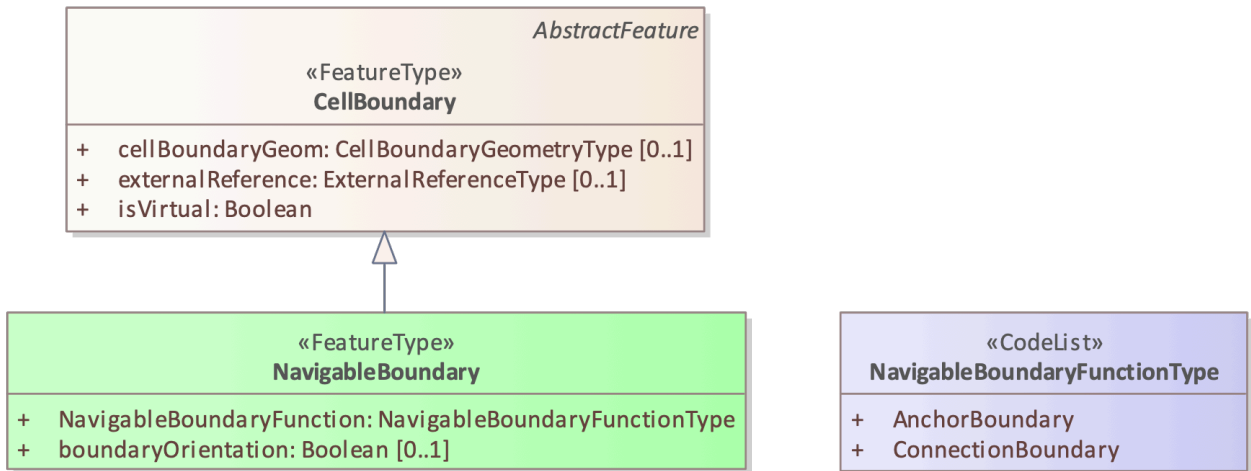 AbstractFeature
«FeatureType»
CellBoundary
+ cellBoundaryGeom: CellBoundaryGeometryType [0..1]
+ externalReference: ExternalReferenceType [0..1]
+ isVirtual: Boolean
«FeatureType»
NavigableBoundary
+ NavigableBoundaryFunction: NavigableBoundaryFunctionType
+ boundaryOrientation: Boolean [0..1]
«CodeList»
NavigableBoundaryFunctionType
+ AnchorBoundary
+ ConnectionBoundary